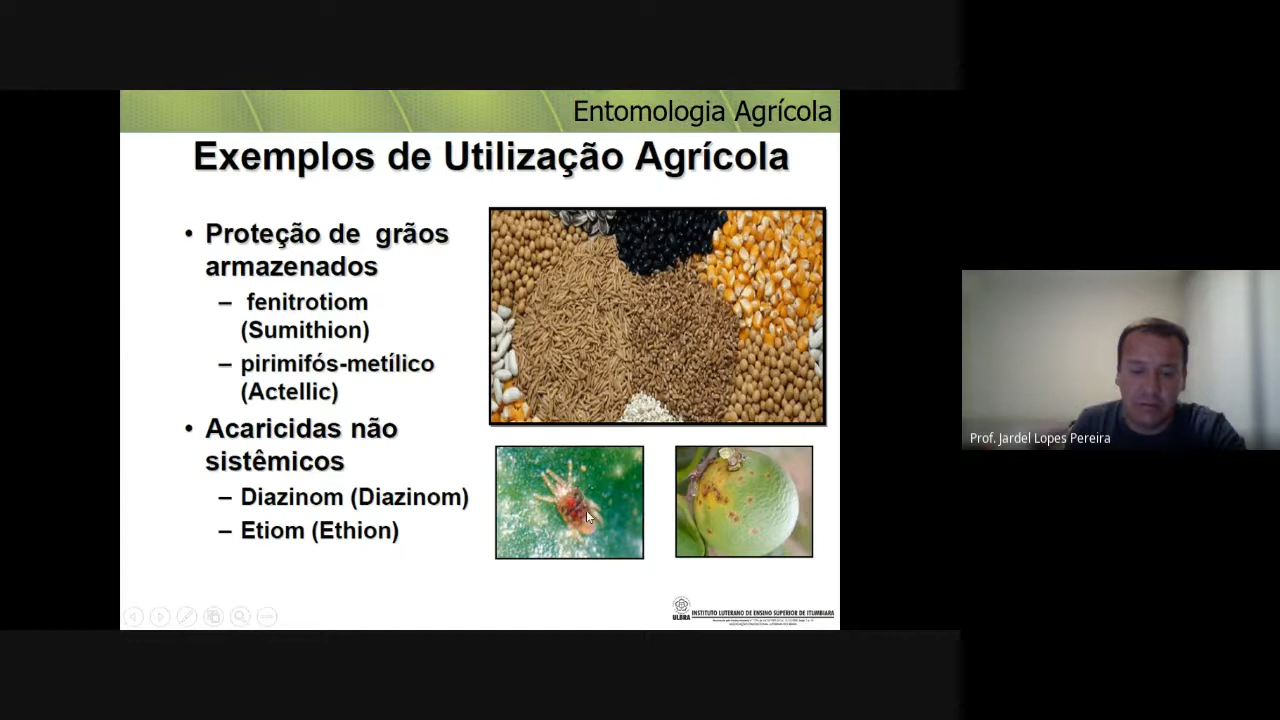 Entomologia Agrícola
Exemplos de Utilização Agrícola
• Proteção de grãos
armazenados
– fenitrotiom
(Sumithion)
– pirimifós-metílico
(Actellic)
• Acaricidas não
sistêmicos
– Diazinom (Diazinom)
– Etiom (Ethion)
Prof. Jardel Lopes Pereira
ULBRA
INSTITUTO LUTERANO DE ENSINO SUPERIOR DE ITUMBIARA